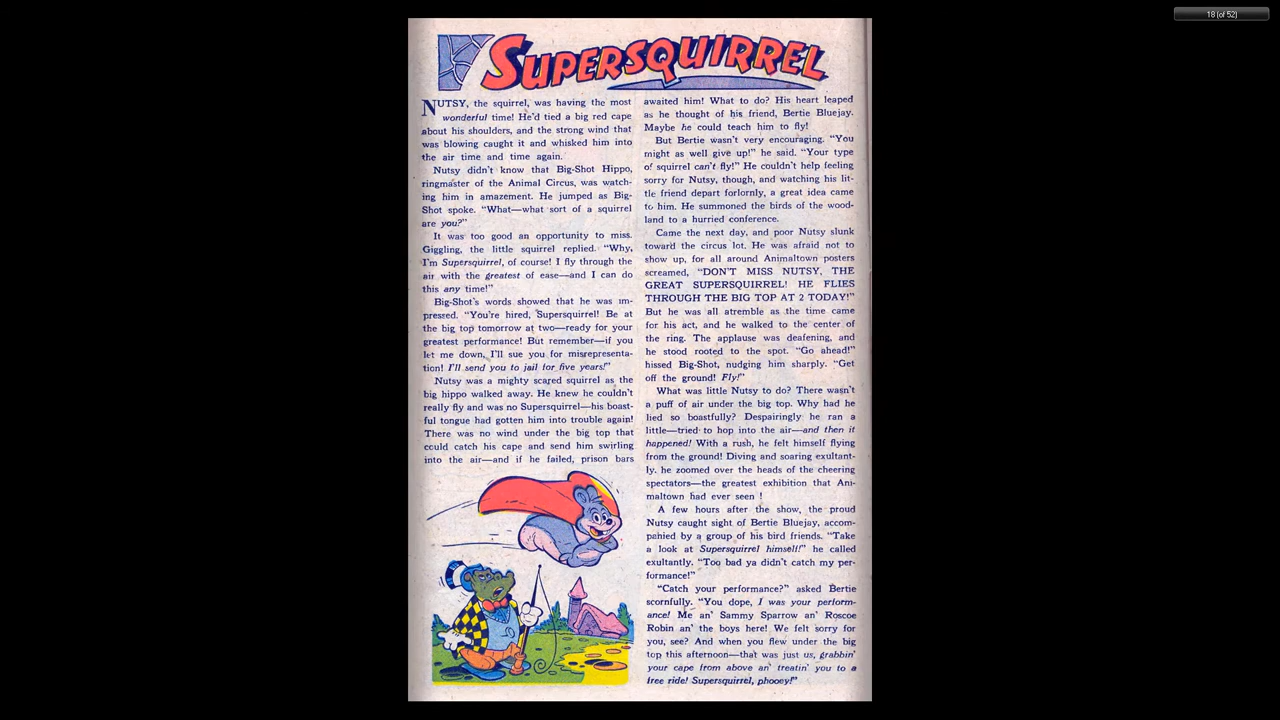 18 (of 52)
SUPERSQUIRREL
NUTSY, the squirrel, was having the most
wonderful time! He'd tied a big red cape
about his shoulders, and the strong wind that
was blowing caught it and whisked him into
the air time and time again.
Nutsy didn't know that Big-Shot Hippo,
ringmaster of the Animal Circus, was watch-
ing him in amazement. He jumped as Big-
Shot spoke. “What—what sort of a squirrel
are you?”
It was too good an opportunity to miss.
Giggling, the little squirrel replied. “Why,
I'm Supersquirrel, of course! I fly through the
air with the greatest of ease—and I can do
this any time!”
Big-Shot's words showed that he was im-
pressed. “You're hired, Supersquirrel! Be at
the big top tomorrow at two—ready for your
greatest performance! But remember—if you
let me down, I'll sue you for misrepresenta-
tion! I'll send you to jail for five years!”
Nutsy was a mighty scared squirrel as the
big hippo walked away. He knew he couldn't
really fly and was no Supersquirrel—his boast-
ful tongue had gotten him into trouble again!
There was no wind under the big top that
could catch his cape and send him swirling
into the air—and if he failed, prison bars
awaited him! What to do? His heart leaped
as he thought of his friend, Bertie Bluejay.
Maybe he could teach him to fly!
But Bertie wasn't very encouraging. “You
might as well give up!” he said. “Your type
of squirrel can't fly!” He couldn't help feeling
sorry for Nutsy, though, and watching his lit-
tle friend depart forlornly, a great idea came
to him. He summoned the birds of the wood-
land to a hurried conference.
Came the next day, and poor Nutsy slunk
toward the circus lot. He was afraid not to
show up, for all around Animaltown posters
screamed, “DON'T MISS NUTSY, THE
GREAT SUPERSQUIRREL! HE FLIES
THROUGH THE BIG TOP AT 2 TODAY!”
But he was all atremble as the time came
for his act, and he walked to the center of
the ring. The applause was deafening, and
he stood rooted to the spot. “Go ahead!”
hissed Big-Shot, nudging him sharply. “Get
off the ground! Fly!”
What was little Nutsy to do? There wasn't
a puff of air under the big top. Why had he
lied so boastfully? Despairingly he ran a
little—tried to hop into the air—and then it
happened! With a rush, he felt himself flying
from the ground! Diving and soaring exultant-
ly, he zoomed over the heads of the cheering
spectators—the greatest exhibition that Ani-
maltown had ever seen !
A few hours after the show, the proud
Nutsy caught sight of Bertie Bluejay, accom-
panied by a group of his bird friends. “Take
a look at Supersquirrel himself!” he called
exultantly. “Too bad ya didn't catch my per-
formance!”
“Catch your performance?” asked Bertie
scornfully. “You dope, I was your perform-
ance! Me an' Sammy Sparrow an' Roscoe
Robin an' the boys here! We felt sorry for
you, see? And when you flew under the big
top this afternoon—that was just us, grabbin'
your cape from above an' treatin' you to a
free ride! Supersquirrel, phooey!”